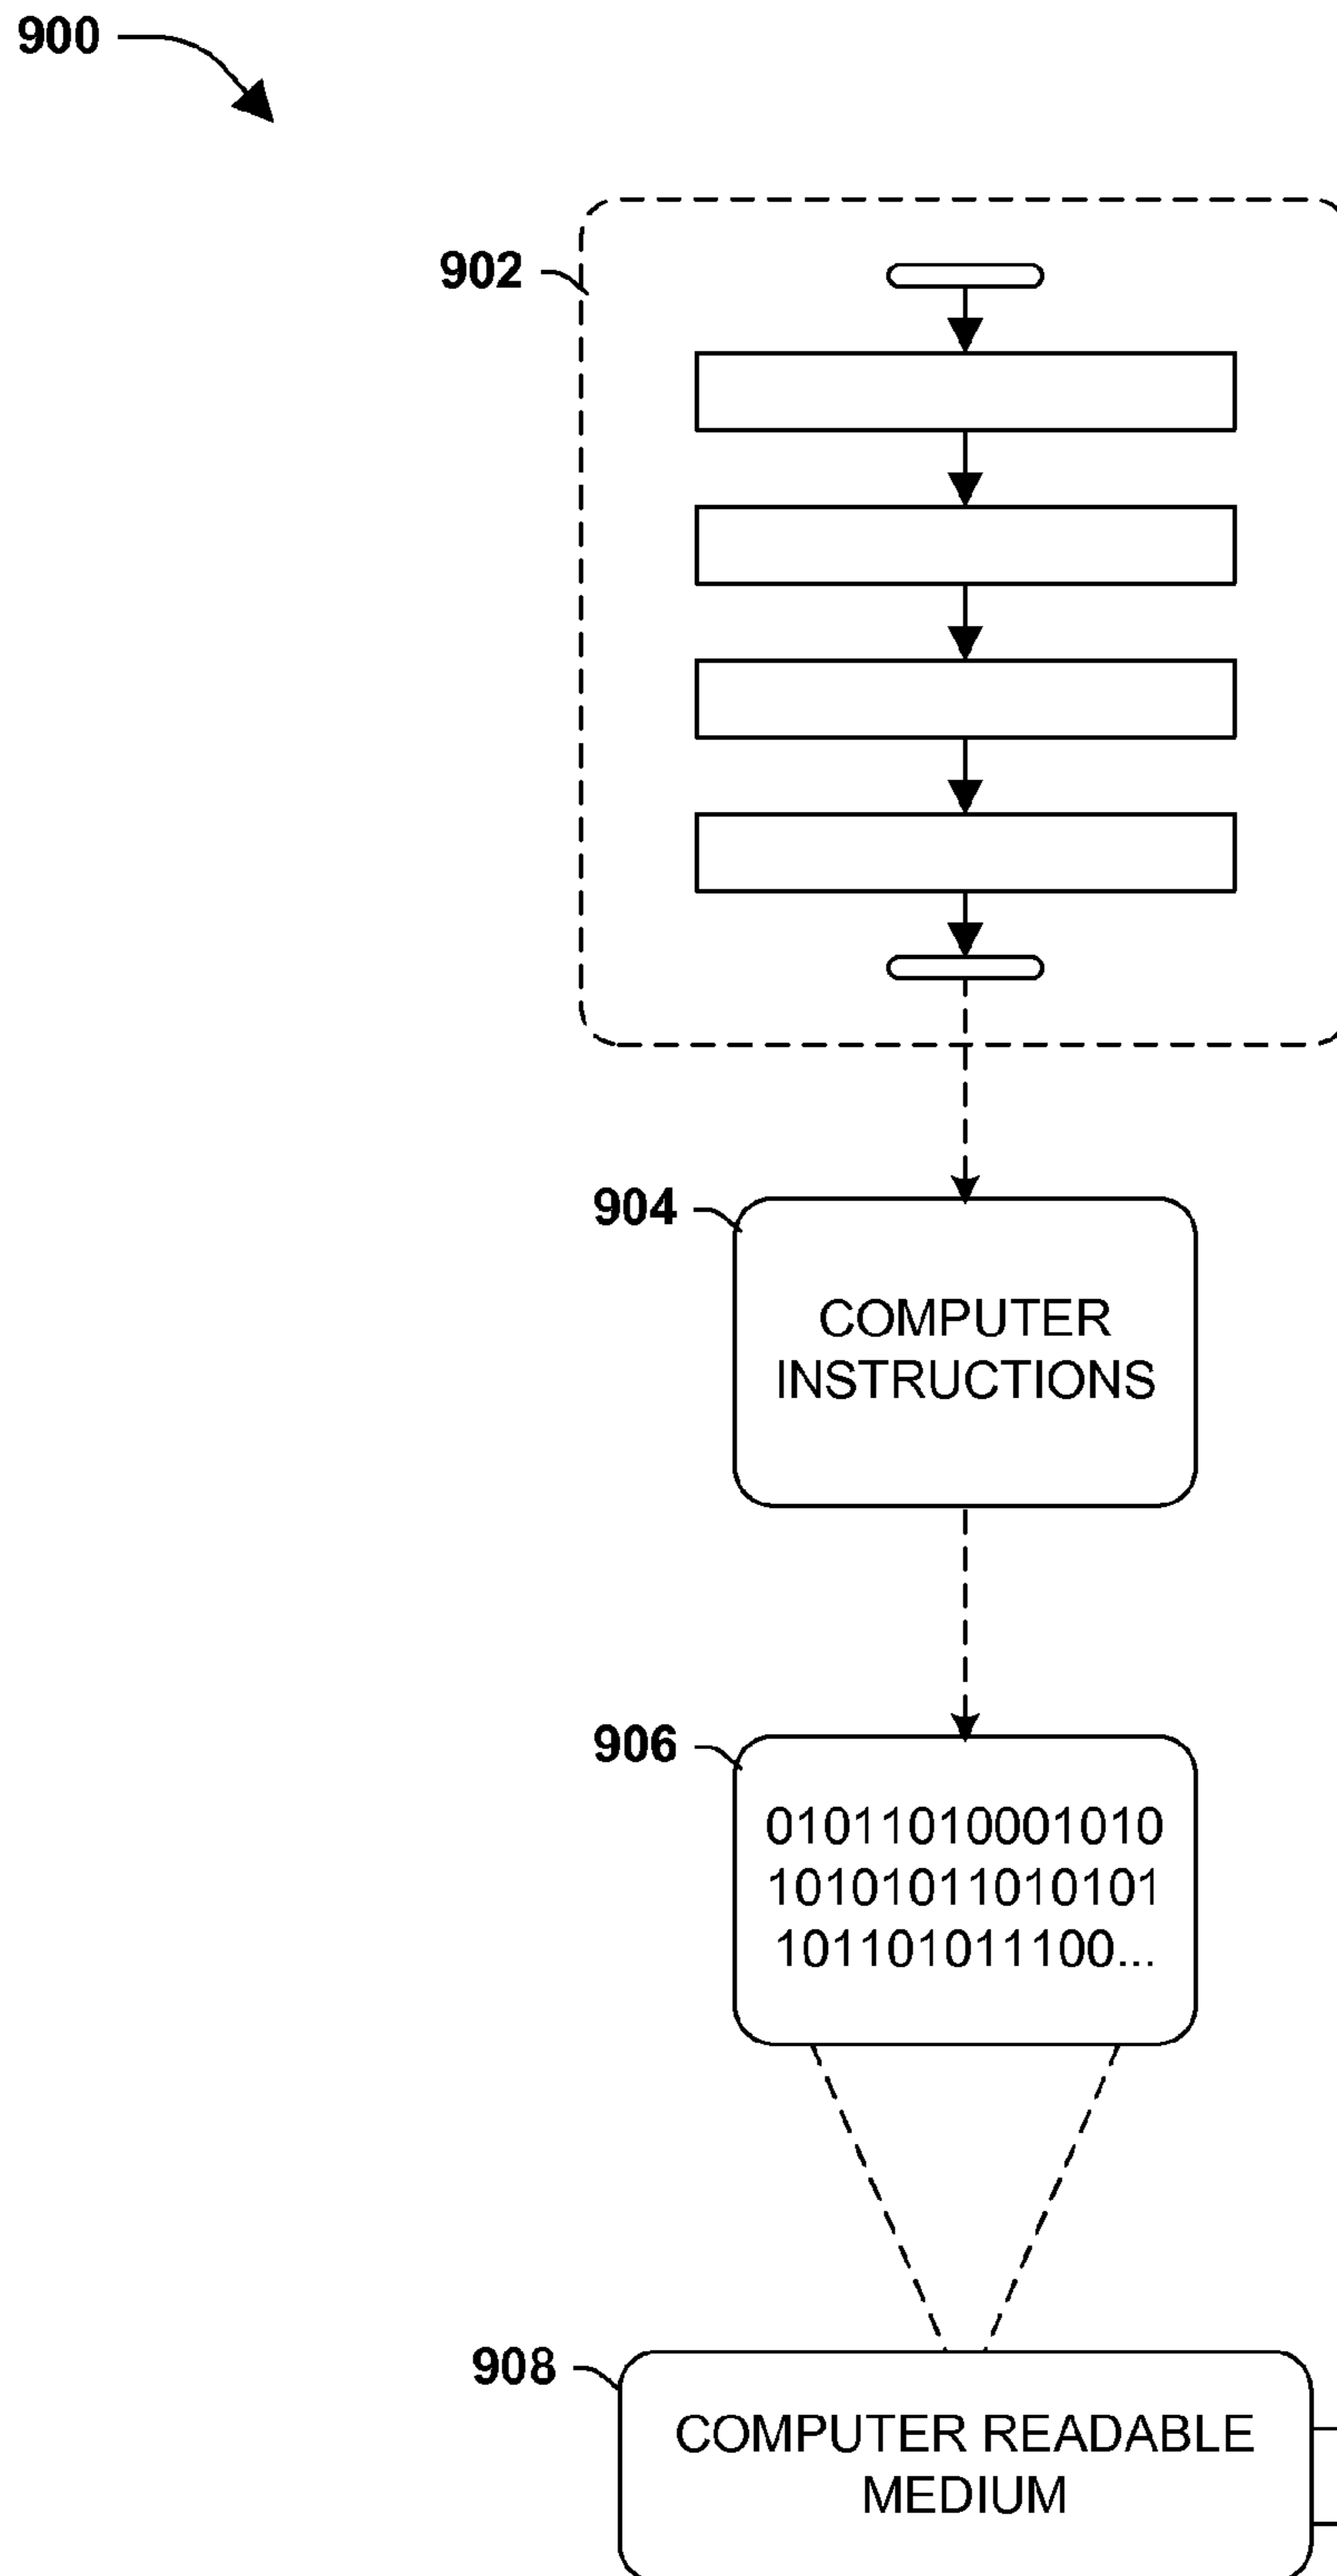 900
902
904
COMPUTER
INSTRUCTIONS
906
01011010001010
10101011010101
101101011100...
908
COMPUTER READABLE
MEDIUM